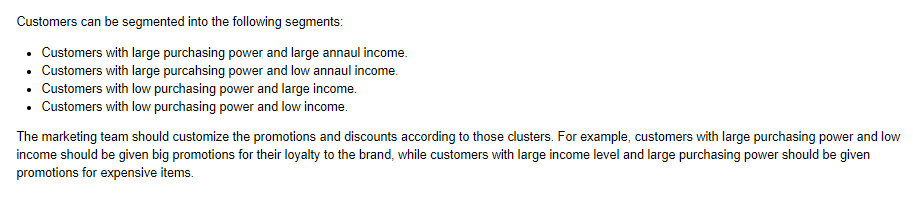 Customers can be segmented into the following segments:
• Customers with large purchasing power and large annaul income.
• Customers with large purcahsing power and low annaul income.
• Customers with low purchasing power and large income.
• Customers with low purchasing power and low income.
The marketing team should customize the promotions and discounts according to those clusters. For example, customers with large purchasing power and low
income should be given big promotions for their loyalty to the brand, while customers with large income level and large purchasing power should be given
promotions for expensive items.